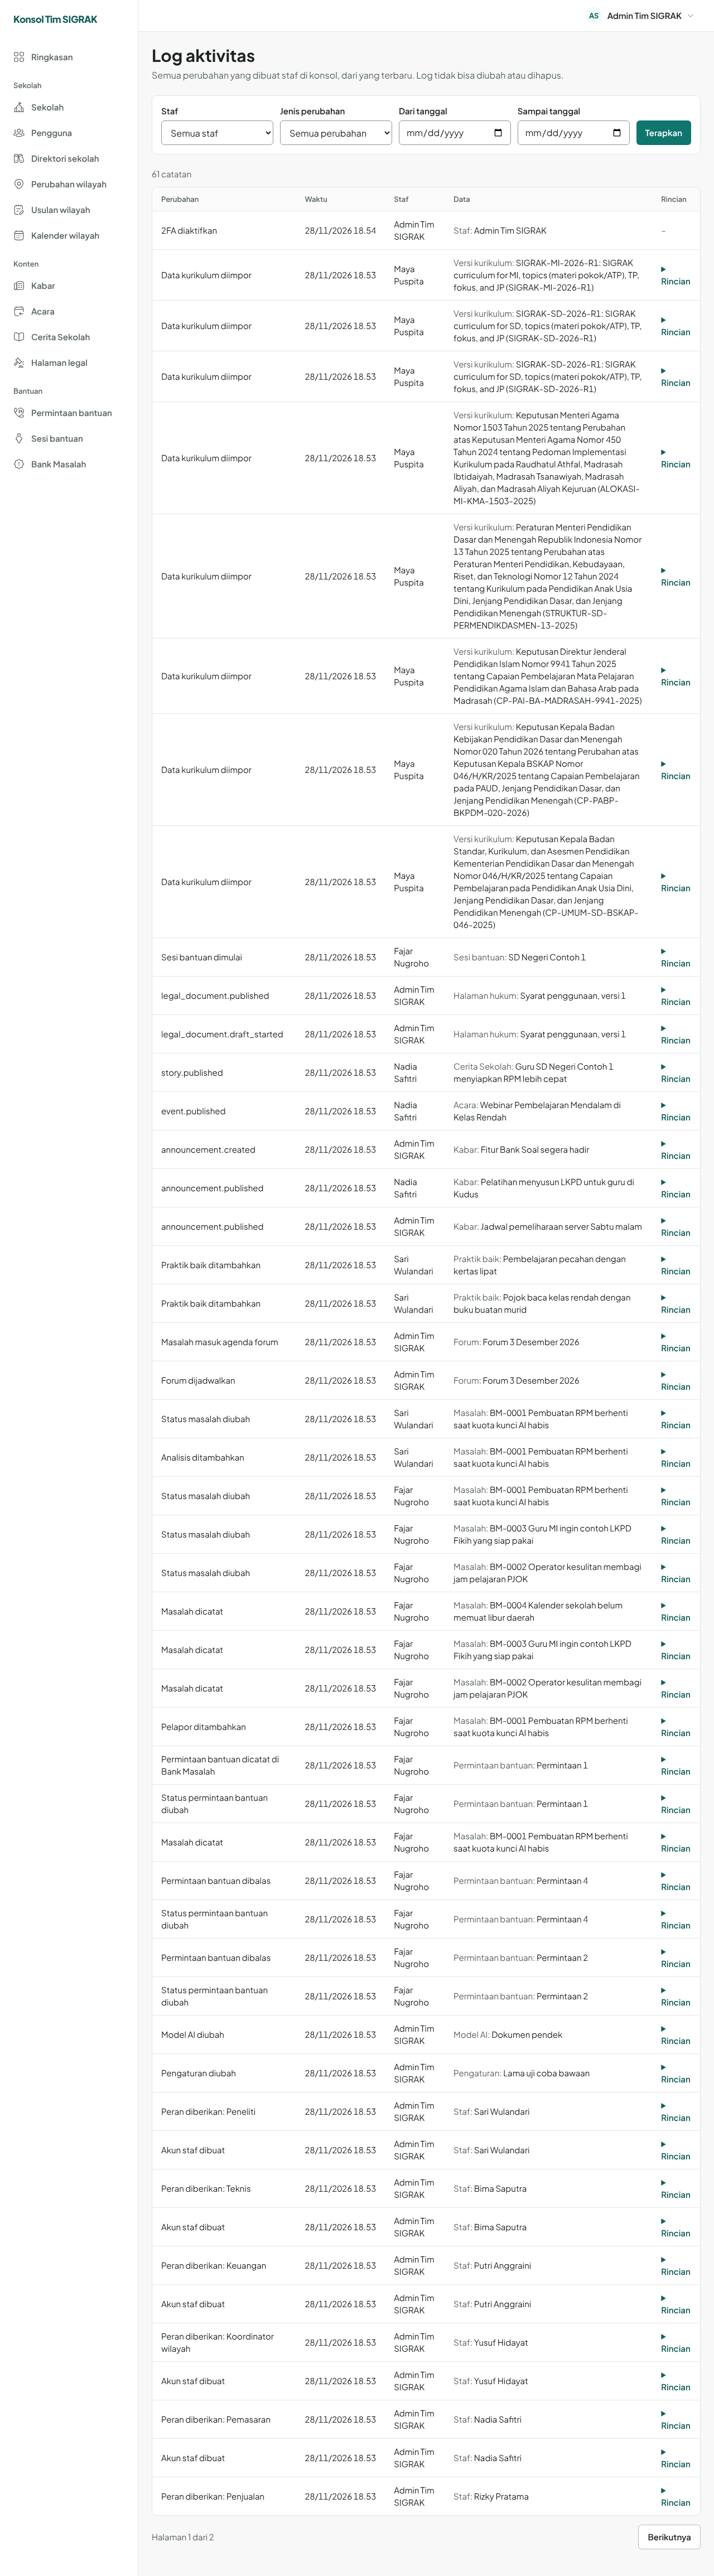 Konsol Tim SIGRAK
AS Admin Tim SIGRAK
Ringkasan
Sekolah
Sekolah
Pengguna
Direktori sekolah
Perubahan wilayah
Usulan wilayah
Kalender wilayah
Konten
Kabar
Acara
Cerita Sekolah
Halaman legal
Bantuan
Permintaan bantuan
Sesi bantuan
Bank Masalah
Log aktivitas
Semua perubahan yang dibuat staf di konsol, dari yang terbaru. Log tidak bisa diubah atau dihapus.
Staf Jenis perubahan Dari tanggal Sampai tanggal
Semua staf Semua perubahan mm/dd/yyyy mm/dd/yyyy Terapkan
61 catatan
Perubahan Waktu Staf Data Rincian
2FA diaktifkan 28/11/2026 18.54 Admin Tim SIGRAK Staf: Admin Tim SIGRAK –
Data kurikulum diimpor 28/11/2026 18.53 Maya Puspita Versi kurikulum: SIGRAK-MI-2026-R1: SIGRAK
curriculum for MI, topics (materi pokok/ATP), TP,
fokus, and JP (SIGRAK-MI-2026-R1) Rincian
Data kurikulum diimpor 28/11/2026 18.53 Maya Puspita Versi kurikulum: SIGRAK-SD-2026-R1: SIGRAK
curriculum for SD, topics (materi pokok/ATP), TP,
fokus, and JP (SIGRAK-SD-2026-R1) Rincian
Data kurikulum diimpor 28/11/2026 18.53 Maya Puspita Versi kurikulum: SIGRAK-SD-2026-R1: SIGRAK
curriculum for SD, topics (materi pokok/ATP), TP,
fokus, and JP (SIGRAK-SD-2026-R1) Rincian
Data kurikulum diimpor 28/11/2026 18.53 Maya Puspita Versi kurikulum: Keputusan Menteri Agama
Nomor 1503 Tahun 2025 tentang Perubahan
atas Keputusan Menteri Agama Nomor 450
Tahun 2024 tentang Pedoman Implementasi
Kurikulum pada Raudhatul Athfal, Madrasah
Ibtidaiyah, Madrasah Tsanawiyah, Madrasah
Aliyah, dan Madrasah Aliyah Kejuruan (ALOKASI-
MI-KMA-1503-2025) Rincian
Data kurikulum diimpor 28/11/2026 18.53 Maya Puspita Versi kurikulum: Peraturan Menteri Pendidikan
Dasar dan Menengah Republik Indonesia Nomor
13 Tahun 2025 tentang Perubahan atas
Peraturan Menteri Pendidikan, Kebudayaan,
Riset, dan Teknologi Nomor 12 Tahun 2024
tentang Kurikulum pada Pendidikan Anak Usia
Dini, Jenjang Pendidikan Dasar, dan Jenjang
Pendidikan Menengah (STRUKTUR-SD-
PERMENDIKDASMEN-13-2025) Rincian
Data kurikulum diimpor 28/11/2026 18.53 Maya Puspita Versi kurikulum: Keputusan Direktur Jenderal
Pendidikan Islam Nomor 9941 Tahun 2025
tentang Capaian Pembelajaran Mata Pelajaran
Pendidikan Agama Islam dan Bahasa Arab pada
Madrasah (CP-PAI-BA-MADRASAH-9941-2025) Rincian
Data kurikulum diimpor 28/11/2026 18.53 Maya Puspita Versi kurikulum: Keputusan Kepala Badan
Kebijakan Pendidikan Dasar dan Menengah
Nomor 020 Tahun 2026 tentang Perubahan atas
Keputusan Kepala BSKAP Nomor
046/H/KR/2025 tentang Capaian Pembelajaran
pada PAUD, Jenjang Pendidikan Dasar, dan
Jenjang Pendidikan Menengah (CP-PABP-
BKPDM-020-2026) Rincian
Data kurikulum diimpor 28/11/2026 18.53 Maya Puspita Versi kurikulum: Keputusan Kepala Badan
Standar, Kurikulum, dan Asesmen Pendidikan
Kementerian Pendidikan Dasar dan Menengah
Nomor 046/H/KR/2025 tentang Capaian
Pembelajaran pada Pendidikan Anak Usia Dini,
Jenjang Pendidikan Dasar, dan Jenjang
Pendidikan Menengah (CP-UMUM-SD-BSKAP-
046-2025) Rincian
Sesi bantuan dimulai 28/11/2026 18.53 Fajar Nugroho Sesi bantuan: SD Negeri Contoh 1 Rincian
legal_document.published 28/11/2026 18.53 Admin Tim SIGRAK Halaman hukum: Syarat penggunaan, versi 1 Rincian
legal_document.draft_started 28/11/2026 18.53 Admin Tim SIGRAK Halaman hukum: Syarat penggunaan, versi 1 Rincian
story.published 28/11/2026 18.53 Nadia Safitri Cerita Sekolah: Guru SD Negeri Contoh 1
menyiapkan RPM lebih cepat Rincian
event.published 28/11/2026 18.53 Nadia Safitri Acara: Webinar Pembelajaran Mendalam di
Kelas Rendah Rincian
announcement.created 28/11/2026 18.53 Admin Tim SIGRAK Kabar: Fitur Bank Soal segera hadir Rincian
announcement.published 28/11/2026 18.53 Nadia Safitri Kabar: Pelatihan menyusun LKPD untuk guru di
Kudus Rincian
announcement.published 28/11/2026 18.53 Admin Tim SIGRAK Kabar: Jadwal pemeliharaan server Sabtu malam Rincian
Praktik baik ditambahkan 28/11/2026 18.53 Sari Wulandari Praktik baik: Pembelajaran pecahan dengan
kertas lipat Rincian
Praktik baik ditambahkan 28/11/2026 18.53 Sari Wulandari Praktik baik: Pojok baca kelas rendah dengan
buku buatan murid Rincian
Masalah masuk agenda forum 28/11/2026 18.53 Admin Tim SIGRAK Forum: Forum 3 Desember 2026 Rincian
Forum dijadwalkan 28/11/2026 18.53 Admin Tim SIGRAK Forum: Forum 3 Desember 2026 Rincian
Status masalah diubah 28/11/2026 18.53 Sari Wulandari Masalah: BM-0001 Pembuatan RPM berhenti
saat kuota kunci AI habis Rincian
Analisis ditambahkan 28/11/2026 18.53 Sari Wulandari Masalah: BM-0001 Pembuatan RPM berhenti
saat kuota kunci AI habis Rincian
Status masalah diubah 28/11/2026 18.53 Fajar Nugroho Masalah: BM-0001 Pembuatan RPM berhenti
saat kuota kunci AI habis Rincian
Status masalah diubah 28/11/2026 18.53 Fajar Nugroho Masalah: BM-0003 Guru MI ingin contoh LKPD
Fikih yang siap pakai Rincian
Status masalah diubah 28/11/2026 18.53 Fajar Nugroho Masalah: BM-0002 Operator kesulitan membagi
jam pelajaran PJOK Rincian
Masalah dicatat 28/11/2026 18.53 Fajar Nugroho Masalah: BM-0004 Kalender sekolah belum
memuat libur daerah Rincian
Masalah dicatat 28/11/2026 18.53 Fajar Nugroho Masalah: BM-0003 Guru MI ingin contoh LKPD
Fikih yang siap pakai Rincian
Masalah dicatat 28/11/2026 18.53 Fajar Nugroho Masalah: BM-0002 Operator kesulitan membagi
jam pelajaran PJOK Rincian
Pelapor ditambahkan 28/11/2026 18.53 Fajar Nugroho Masalah: BM-0001 Pembuatan RPM berhenti
saat kuota kunci AI habis Rincian
Permintaan bantuan dicatat di Bank Masalah 28/11/2026 18.53 Fajar Nugroho Permintaan bantuan: Permintaan 1 Rincian
Status permintaan bantuan diubah 28/11/2026 18.53 Fajar Nugroho Permintaan bantuan: Permintaan 1 Rincian
Masalah dicatat 28/11/2026 18.53 Fajar Nugroho Masalah: BM-0001 Pembuatan RPM berhenti
saat kuota kunci AI habis Rincian
Permintaan bantuan dibalas 28/11/2026 18.53 Fajar Nugroho Permintaan bantuan: Permintaan 4 Rincian
Status permintaan bantuan diubah 28/11/2026 18.53 Fajar Nugroho Permintaan bantuan: Permintaan 4 Rincian
Permintaan bantuan dibalas 28/11/2026 18.53 Fajar Nugroho Permintaan bantuan: Permintaan 2 Rincian
Status permintaan bantuan diubah 28/11/2026 18.53 Fajar Nugroho Permintaan bantuan: Permintaan 2 Rincian
Model AI diubah 28/11/2026 18.53 Admin Tim SIGRAK Model AI: Dokumen pendek Rincian
Pengaturan diubah 28/11/2026 18.53 Admin Tim SIGRAK Pengaturan: Lama uji coba bawaan Rincian
Peran diberikan: Peneliti 28/11/2026 18.53 Admin Tim SIGRAK Staf: Sari Wulandari Rincian
Akun staf dibuat 28/11/2026 18.53 Admin Tim SIGRAK Staf: Sari Wulandari Rincian
Peran diberikan: Teknis 28/11/2026 18.53 Admin Tim SIGRAK Staf: Bima Saputra Rincian
Akun staf dibuat 28/11/2026 18.53 Admin Tim SIGRAK Staf: Bima Saputra Rincian
Peran diberikan: Keuangan 28/11/2026 18.53 Admin Tim SIGRAK Staf: Putri Anggraini Rincian
Akun staf dibuat 28/11/2026 18.53 Admin Tim SIGRAK Staf: Putri Anggraini Rincian
Peran diberikan: Koordinator wilayah 28/11/2026 18.53 Admin Tim SIGRAK Staf: Yusuf Hidayat Rincian
Akun staf dibuat 28/11/2026 18.53 Admin Tim SIGRAK Staf: Yusuf Hidayat Rincian
Peran diberikan: Pemasaran 28/11/2026 18.53 Admin Tim SIGRAK Staf: Nadia Safitri Rincian
Akun staf dibuat 28/11/2026 18.53 Admin Tim SIGRAK Staf: Nadia Safitri Rincian
Peran diberikan: Penjualan 28/11/2026 18.53 Admin Tim SIGRAK Staf: Rizky Pratama Rincian
Halaman 1 dari 2 Berikutnya